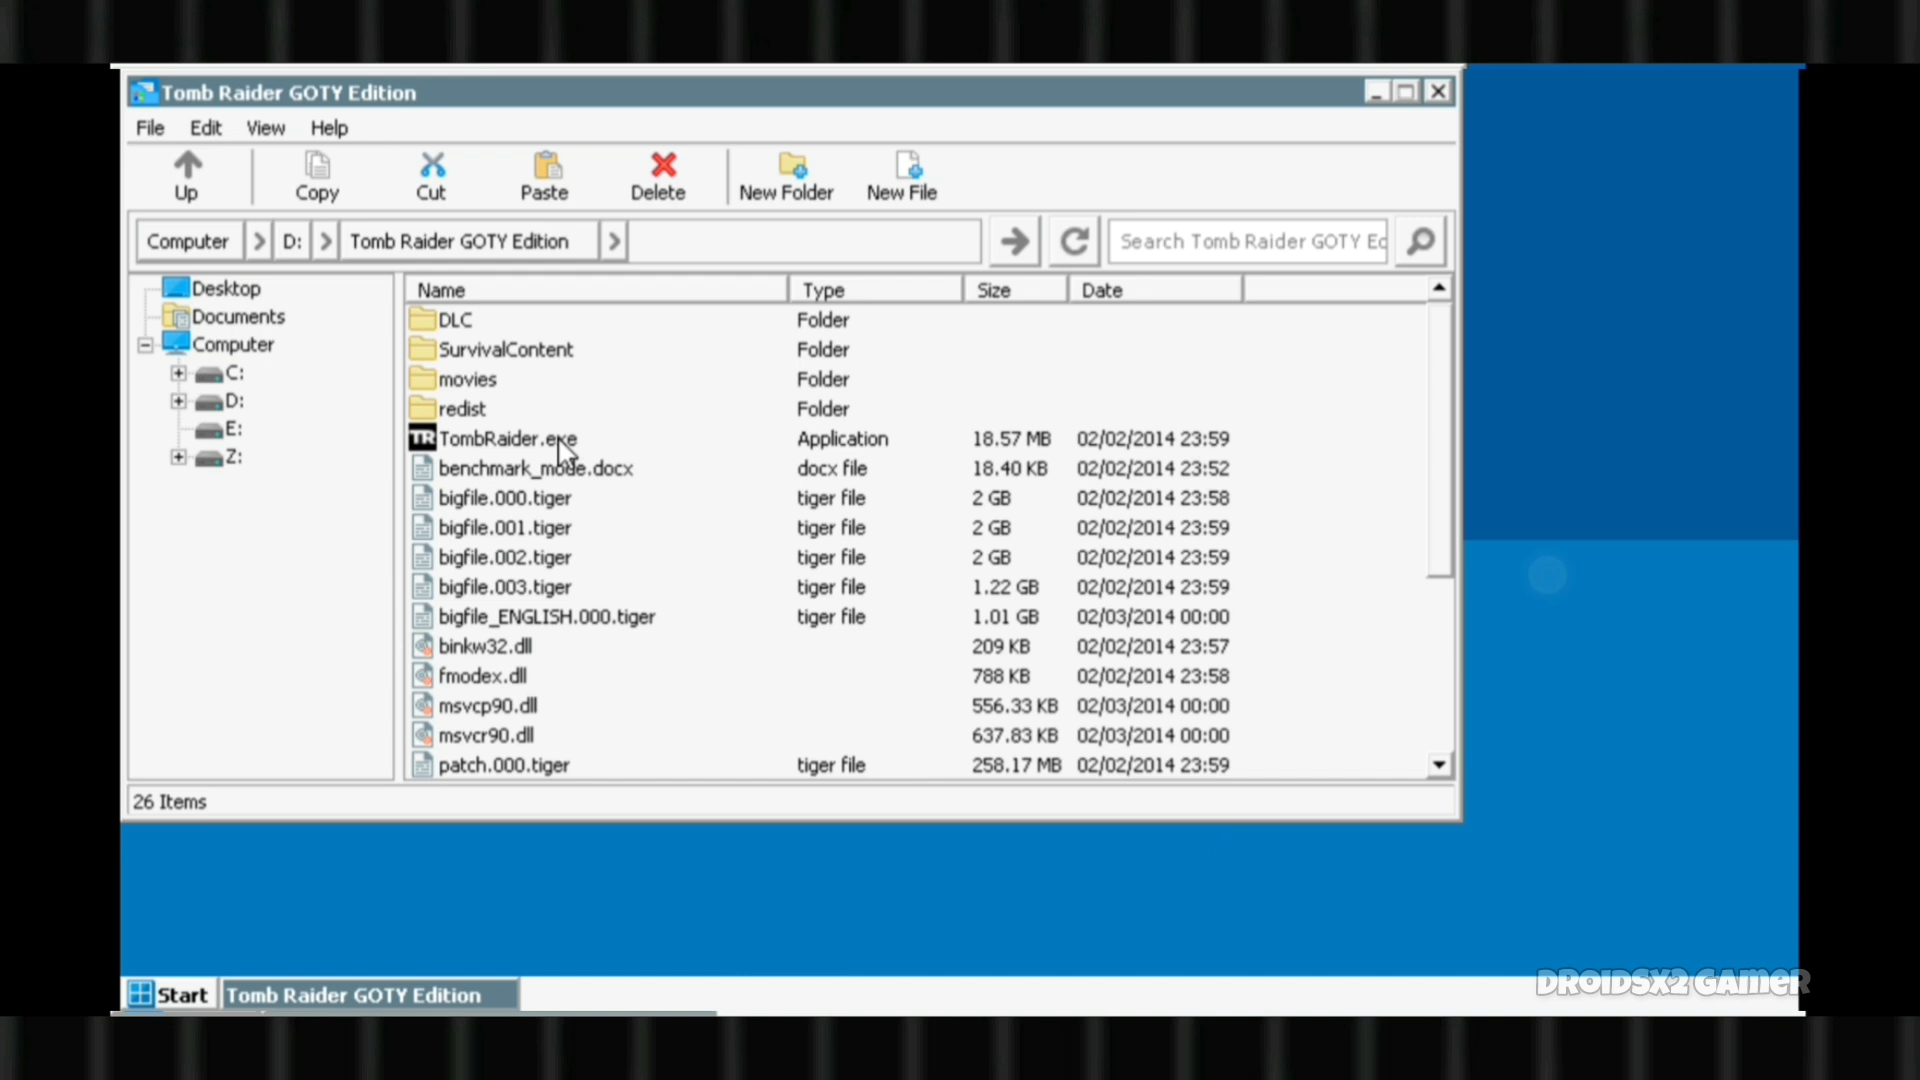 Tomb Raider GOTY Edition
File Edit View Help
Up Copy Cut Paste Delete New Folder New File
Computer D: Tomb Raider GOTY Edition Search Tomb Raider GOTY Ec
Desktop
Documents
Computer
C:
D:
E:
Z:
Name Type Size Date
DLC Folder
SurvivalContent Folder
movies Folder
redist Folder
TR TombRaider.exe Application 18.57 MB 02/02/2014 23:59
benchmark_mode.docx docx file 18.40 KB 02/02/2014 23:52
bigfile.000.tiger tiger file 2 GB 02/02/2014 23:58
bigfile.001.tiger tiger file 2 GB 02/02/2014 23:59
bigfile.002.tiger tiger file 2 GB 02/02/2014 23:59
bigfile.003.tiger tiger file 1.22 GB 02/02/2014 23:59
bigfile_ENGLISH.000.tiger tiger file 1.01 GB 02/03/2014 00:00
binkw32.dll 209 KB 02/02/2014 23:57
fmodex.dll 788 KB 02/02/2014 23:58
msvcp90.dll 556.33 KB 02/03/2014 00:00
msvcr90.dll 637.83 KB 02/03/2014 00:00
patch.000.tiger tiger file 258.17 MB 02/02/2014 23:59
26 Items
DROIDSX2 GAMER
Start Tomb Raider GOTY Edition